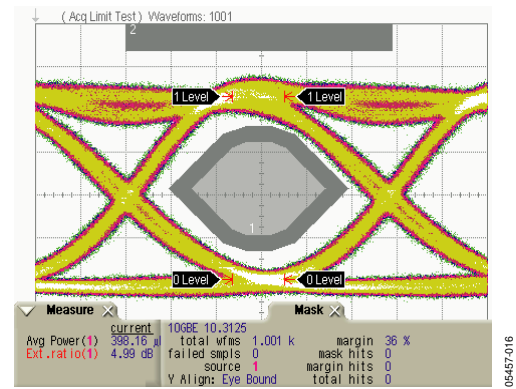 ( Acq Limit Test ) Waveforms: 1001
2
1 Level 1 Level
1
0 Level 0 Level
Measure Mask
current
Avg Power(1) 398.16 µ
Ext.ratio(1) 4.99 dB
10GBE 10.3125
total wfms 1.001 k margin 36 %
failed smpls 0 mask hits 0
source 1 margin hits 0
Y Align: Eye Bound total hits 0
05457-016